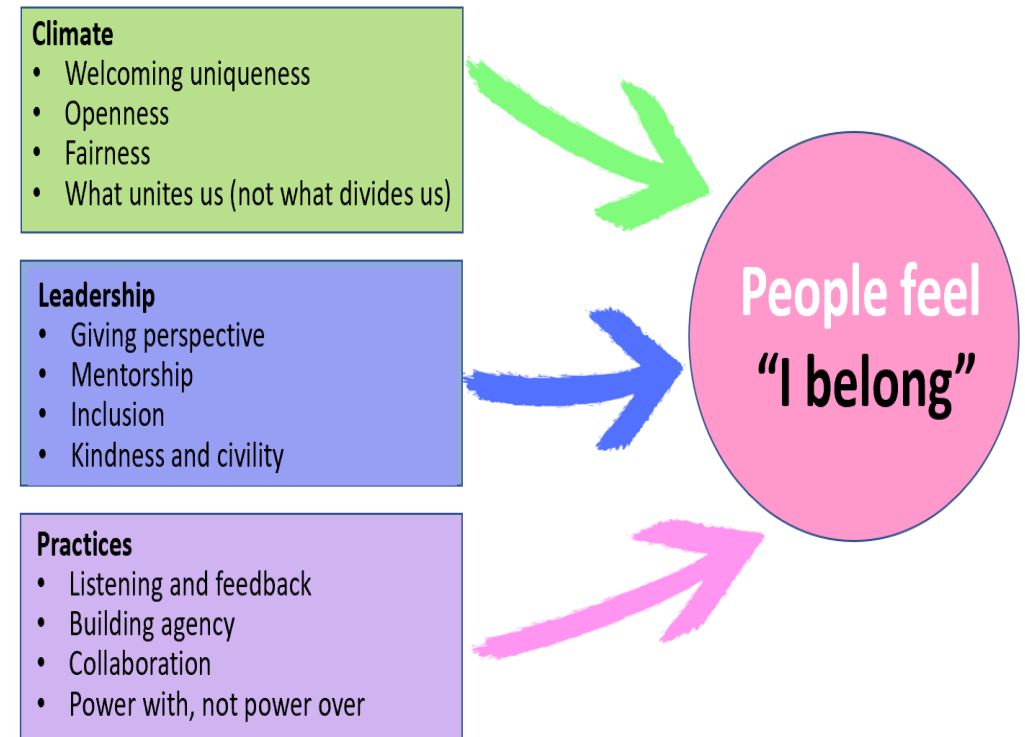 Climate
• Welcoming uniqueness
• Openness
• Fairness
• What unites us (not what divides us)
Leadership
• Giving perspective
• Mentorship
• Inclusion
• Kindness and civility
Practices
• Listening and feedback
• Building agency
• Collaboration
• Power with, not power over
People feel
“I belong”